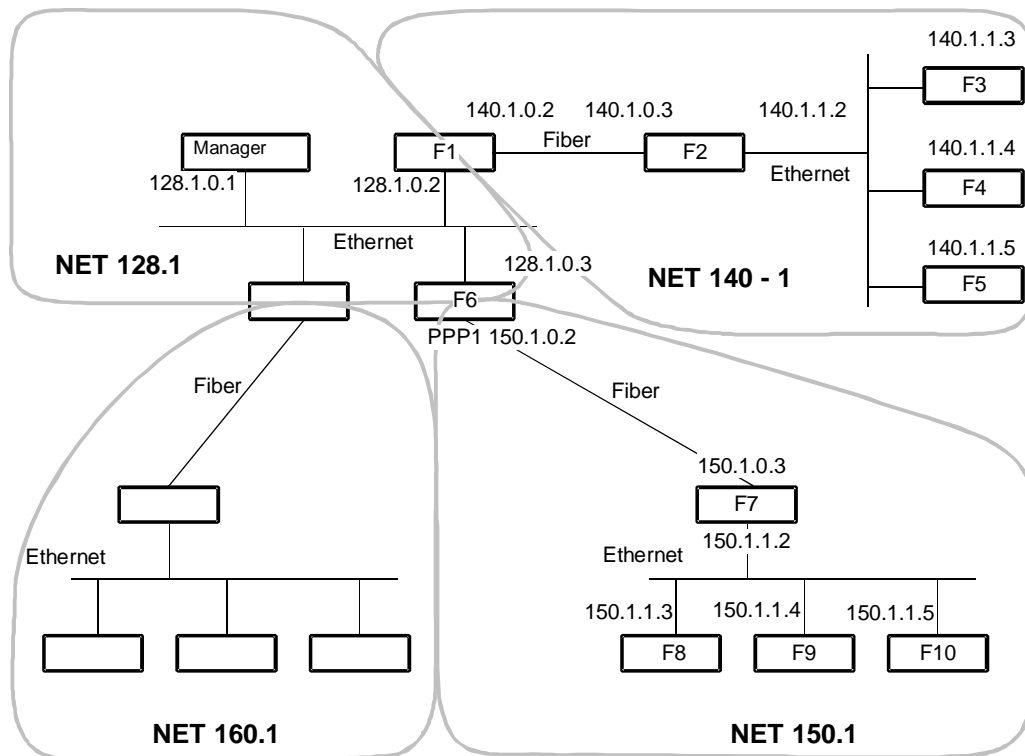 140.1.1.3
F3
140.1.0.2
140.1.0.3
140.1.1.2
Fiber
Manager
F1
F2
140.1.1.4
Ethernet
128.1.0.1
128.1.0.2
F4
Ethernet
140.1.1.5
NET 128.1
128.1.0.3
NET 140 - 1
F5
F6
PPP1 150.1.0.2
Fiber
Fiber
150.1.0.3
F7
Ethernet
Ethernet
150.1.1.2
150.1.1.3
150.1.1.4
150.1.1.5
F8
F9
F10
NET 160.1
NET 150.1